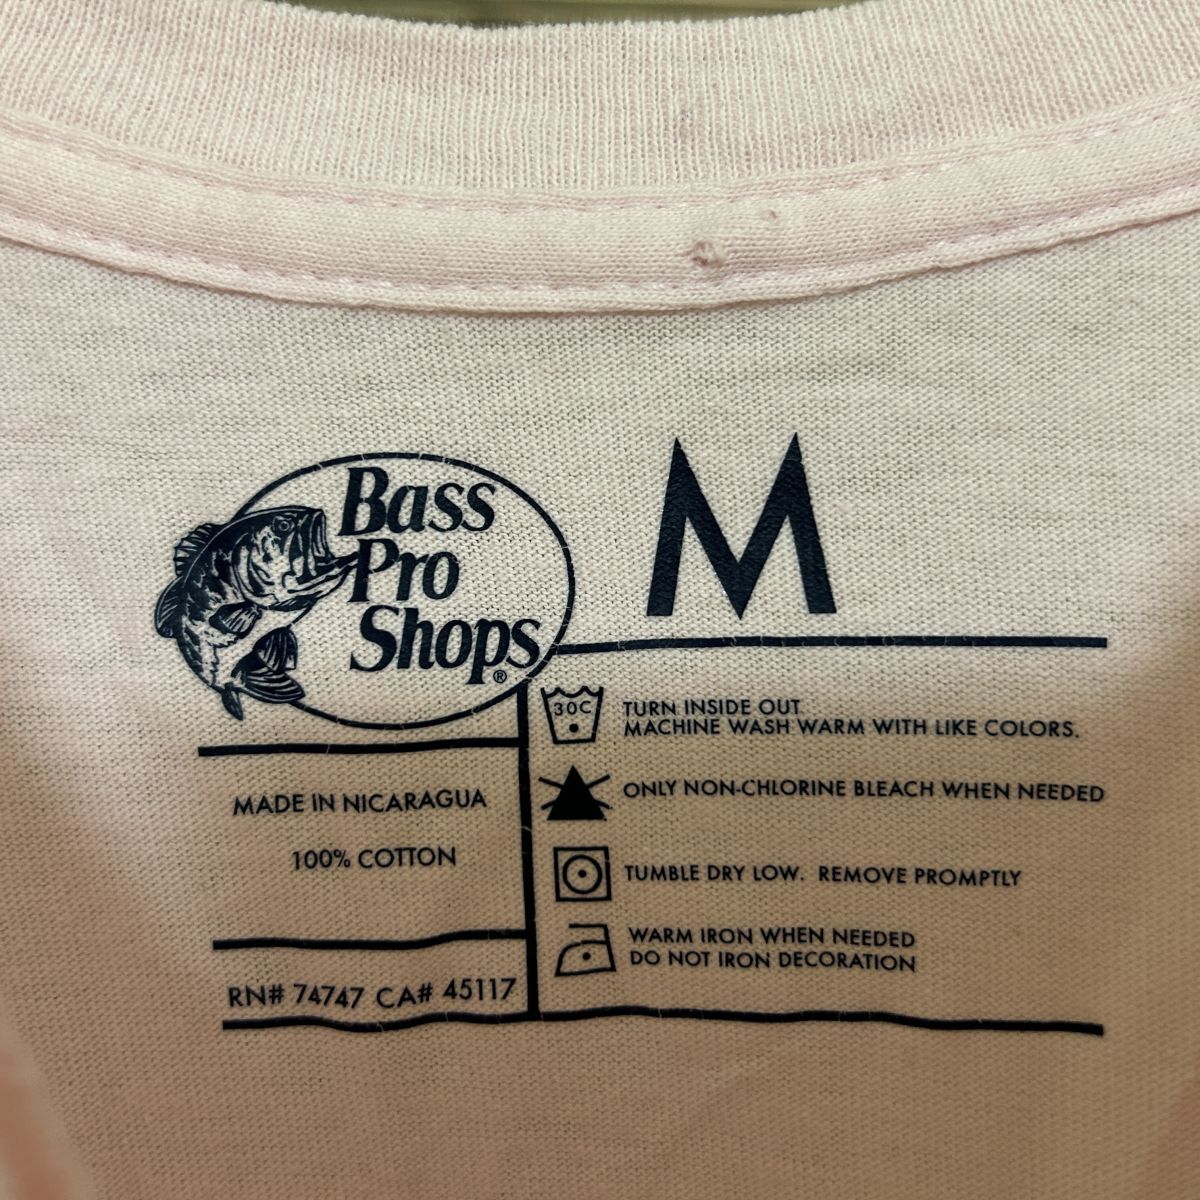 Bass
Pro
Shops®
M
30C
TURN INSIDE OUT.
MACHINE WASH WARM WITH LIKE COLORS.
ONLY NON-CHLORINE BLEACH WHEN NEEDED
TUMBLE DRY LOW. REMOVE PROMPTLY
WARM IRON WHEN NEEDED
DO NOT IRON DECORATION
MADE IN NICARAGUA
100% COTTON
RN# 74747 CA# 45117